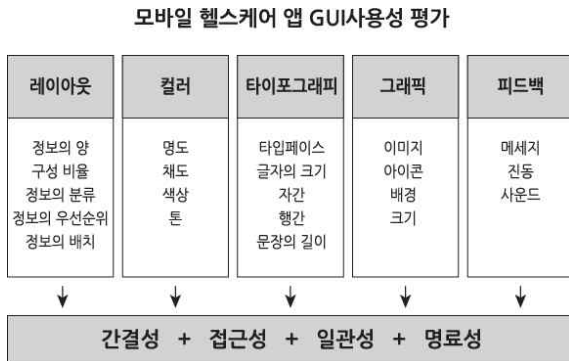 모바일 헬스케어 앱 GUI사용성 평가
레이아웃
정보의 양
구성 비율
정보의 분류
정보의 우선순위
정보의 배치
컬러
명도
채도
색상
톤
타이포그래피
타입페이스
글자의 크기
자간
행간
문장의 길이
그래픽
이미지
아이콘
배경
크기
피드백
메세지
진동
사운드
간결성 + 접근성 + 일관성 + 명료성